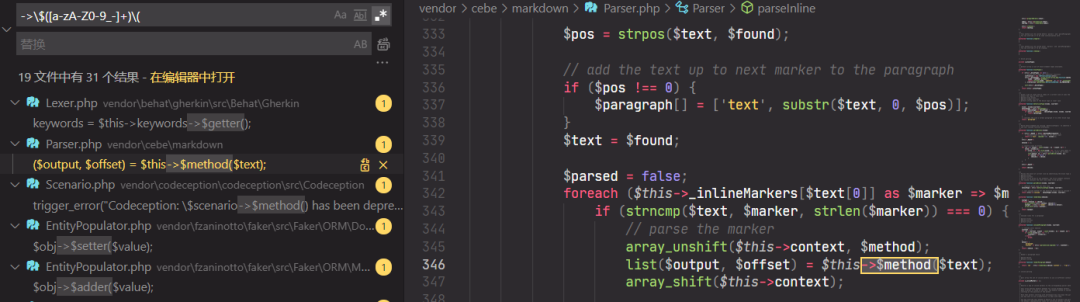 ->\$([a-zA-Z0-9_-]+)\(
Aa
ab
.*
替换
AB
19 文件中有 31 个结果 - 在编辑器中打开
Lexer.php vendor\behat\gherkin\src\Behat\Gherkin 1
keywords = $this->keywords->$getter();
Parser.php vendor\cebe\markdown 1
($output, $offset) = $this->$method($text);
Scenario.php vendor\codeception\codeception\src\Codeception 1
trigger_error("Codeception: \$scenario->$method() has been depre...
EntityPopulator.php vendor\fzaninotto\faker\src\Faker\ORM\Do... 1
$obj->$setter($value);
EntityPopulator.php vendor\fzaninotto\faker\src\Faker\ORM\M... 1
$obj->$adder($value);
vendor > cebe > markdown > Parser.php > Parser > parseInline
332
333 $pos = strpos($text, $found);
334
335 // add the text up to next marker to the paragraph
336 if ($pos !== 0) {
337 $paragraph[] = ['text', substr($text, 0, $pos)];
338 }
339 $text = $found;
340
341 $parsed = false;
342 foreach ($this->_inlineMarkers[$text[0]] as $marker => $m
343 if (strncmp($text, $marker, strlen($marker)) === 0) {
344 // parse the marker
345 array_unshift($this->context, $method);
346 list($output, $offset) = $this->$method($text);
347 array_shift($this->context);
348